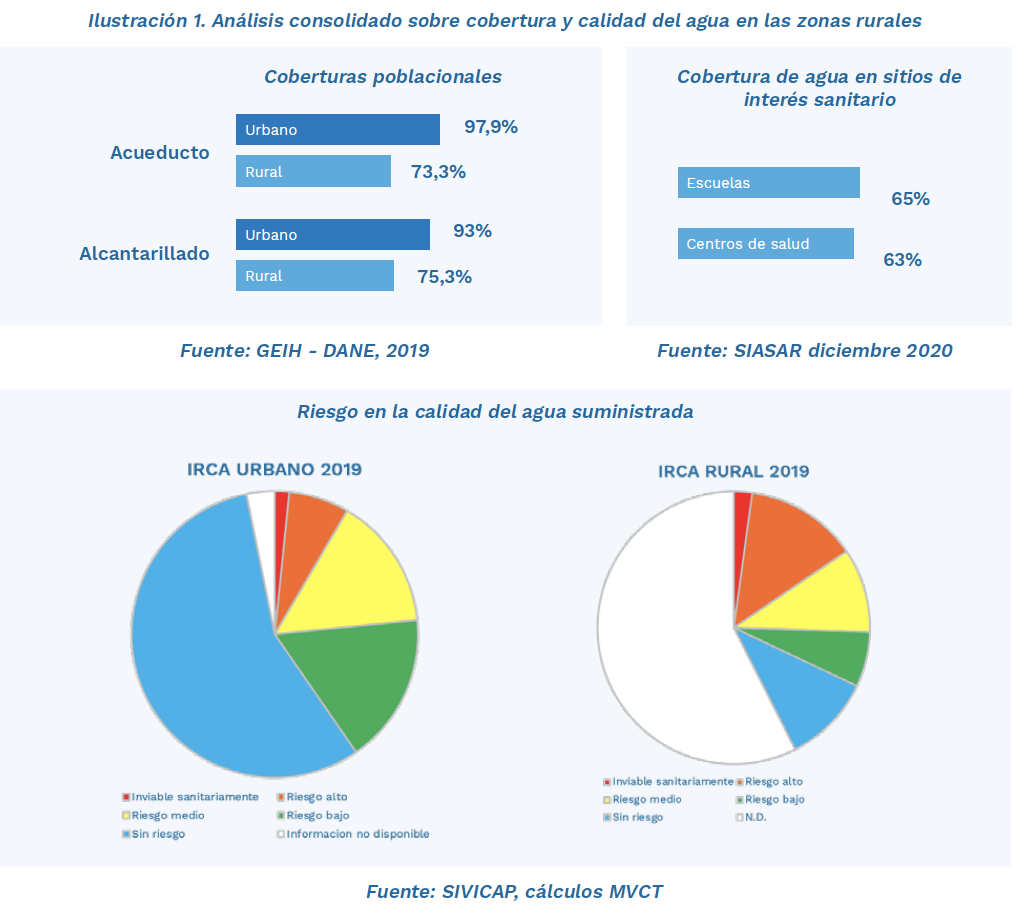 Ilustración 1. Análisis consolidado sobre cobertura y calidad del agua en las zonas rurales
Coberturas poblacionales
Acueducto
Urbano
97,9%
Rural
73,3%
Alcantarillado
Urbano
93%
Rural
75,3%
Fuente: GEIH - DANE, 2019
Cobertura de agua en sitios de
interés sanitario
Escuelas
65%
Centros de salud
63%
Fuente: SIASAR diciembre 2020
Riesgo en la calidad del agua suministrada
IRCA URBANO 2019
Inviable sanitariamente
Riesgo alto
Riesgo medio
Riesgo bajo
Sin riesgo
Informacion no disponible
IRCA RURAL 2019
Inviable sanitariamente
Riesgo alto
Riesgo medio
Riesgo bajo
Sin riesgo
N.D.
Fuente: SIVICAP, cálculos MVCT